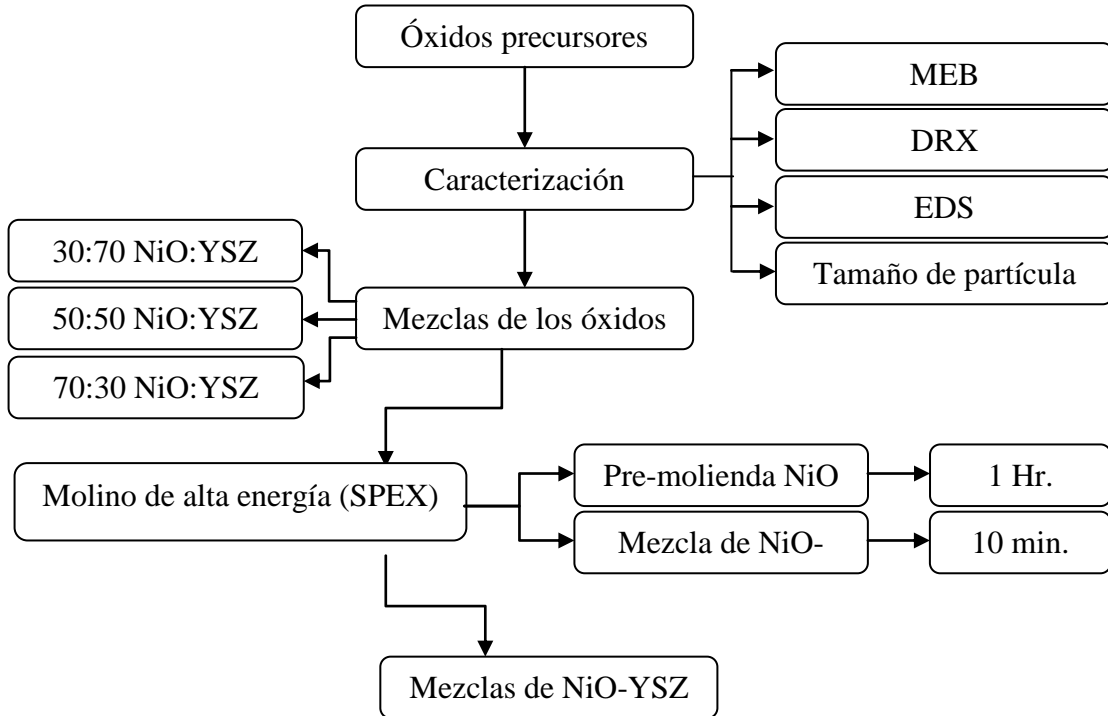 Óxidos precursores
MEB
DRX
Caracterización
EDS
Tamaño de partícula
30:70 NiO:YSZ
50:50 NiO:YSZ
Mezclas de los óxidos
70:30 NiO:YSZ
Molino de alta energía (SPEX)
Pre-molienda NiO
1 Hr.
Mezcla de NiO-
10 min.
Mezclas de NiO-YSZ